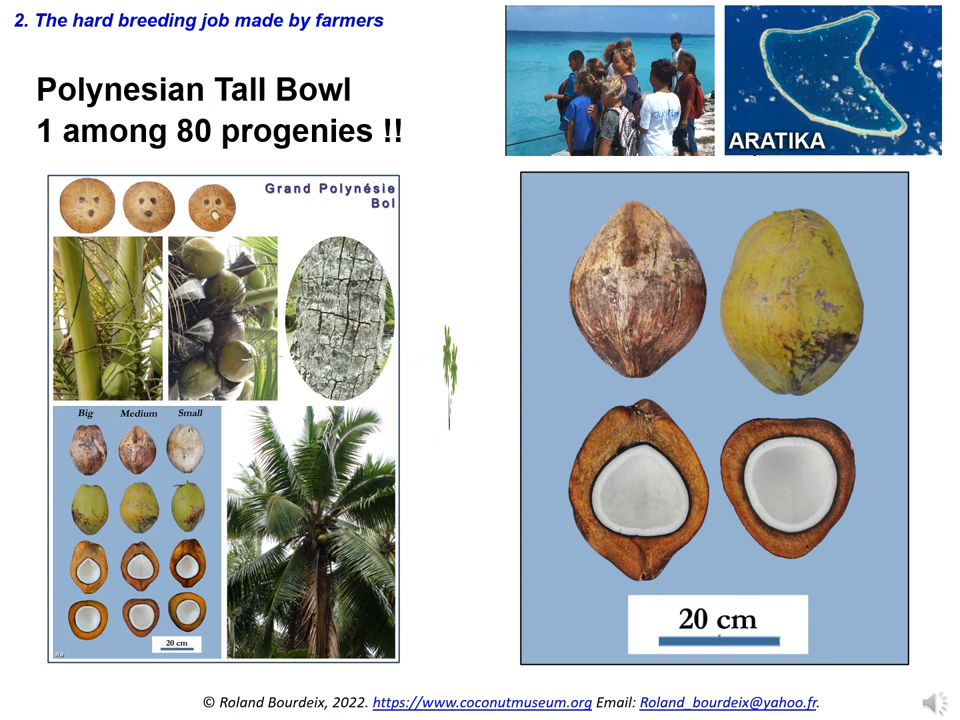 2. The hard breeding job made by farmers
Polynesian Tall Bowl
1 among 80 progenies !!
ARATIKA
Grand Polynésie
Bol
Big Medium Small
20 cm
20 cm
© Roland Bourdeix, 2022. https://www.coconutmuseum.org Email: Roland_bourdeix@yahoo.fr.